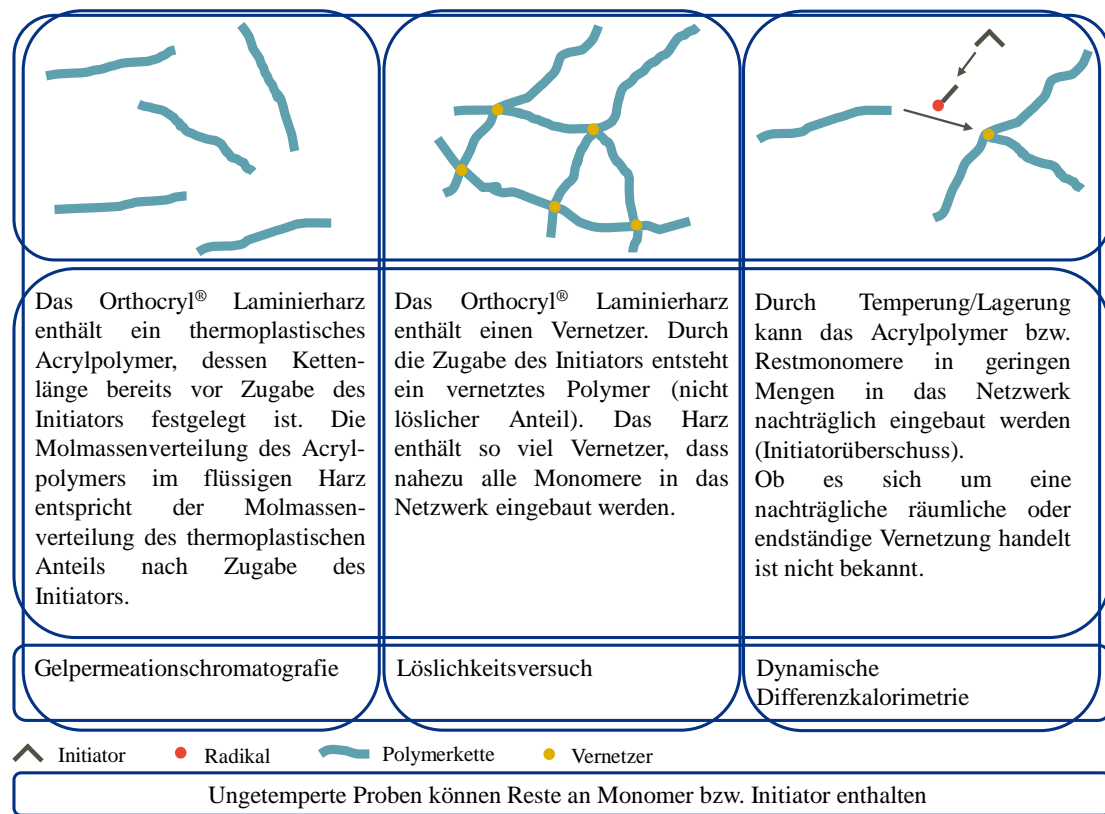 Das Orthocryl® Laminierharz
enthält ein thermoplastisches
Acrylpolymer, dessen Ketten-
länge bereits vor Zugabe des
Initiators festgelegt ist. Die
Molmassenverteilung des Acryl-
polymers im flüssigen Harz
entspricht der Molmassen-
verteilung des thermoplastischen
Anteils nach Zugabe des
Initiators.
Das Orthocryl® Laminierharz
enthält einen Vernetzer. Durch
die Zugabe des Initiators entsteht
ein vernetztes Polymer (nicht
löslicher Anteil). Das Harz
enthält so viel Vernetzer, dass
nahezu alle Monomere in das
Netzwerk eingebaut werden.
Durch Temperung/Lagerung
kann das Acrylpolymer bzw.
Restmonomere in geringen
Mengen in das Netzwerk
nachträglich eingebaut werden
(Initiatorüberschuss).
Ob es sich um eine
nachträgliche räumliche oder
endständige Vernetzung handelt
ist nicht bekannt.
Gelpermeationschromatografie
Löslichkeitsversuch
Dynamische
Differenzkalorimetrie
Initiator
Radikal
Polymerkette
Vernetzer
Ungetemperte Proben können Reste an Monomer bzw. Initiator enthalten